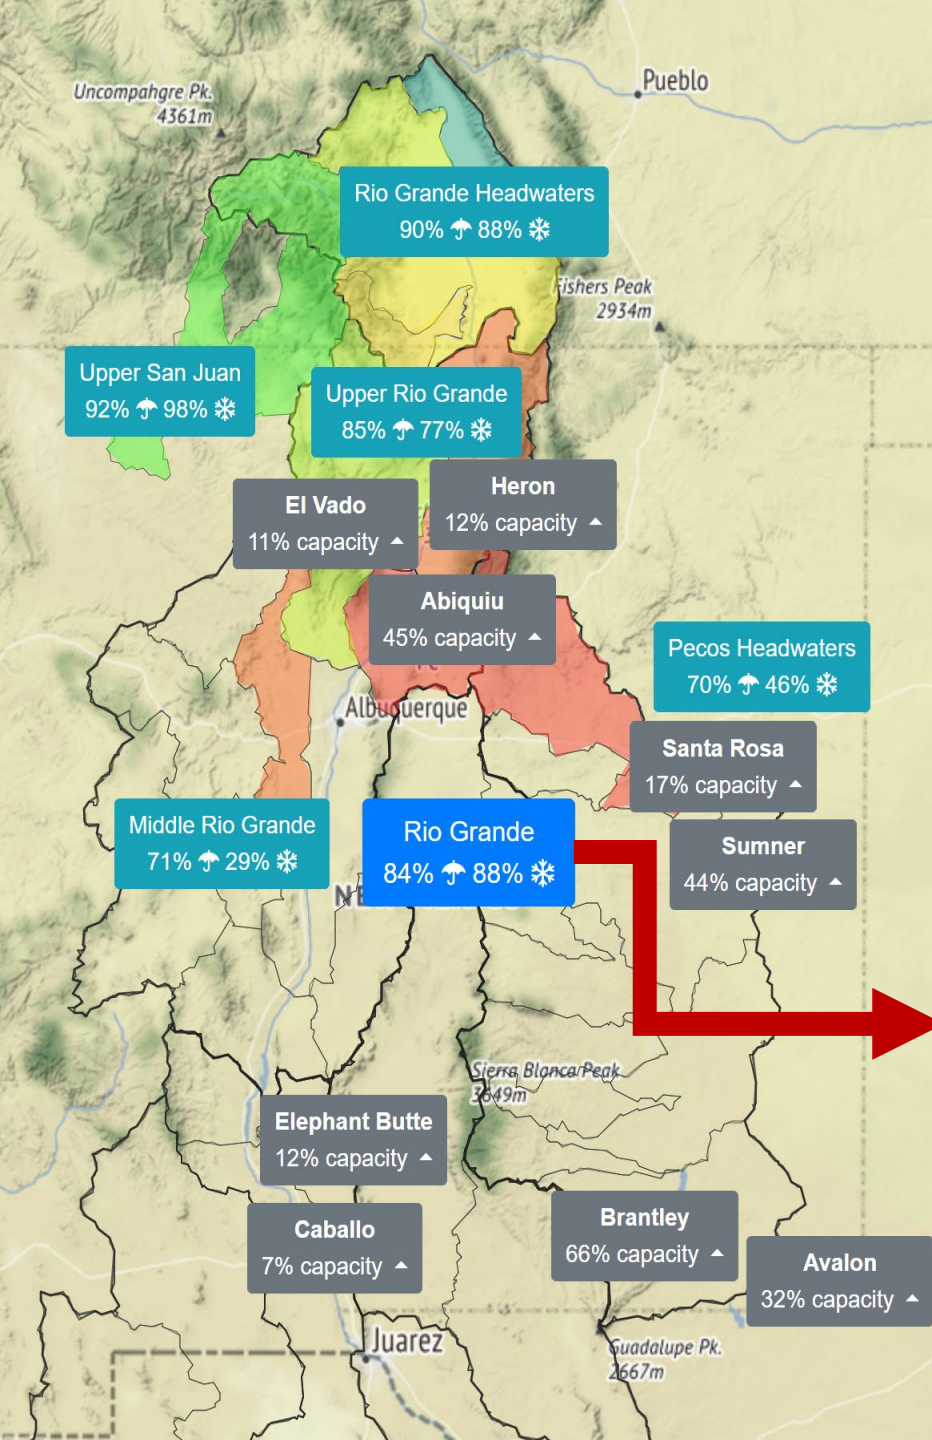 Uncompahgre Pk.
4361m
Pueblo
Rio Grande Headwaters
90% 88%
Fishers Peak
2934m
Upper San Juan
92% 98%
Upper Rio Grande
85% 77%
El Vado
11% capacity
Heron
12% capacity
Abiquiu
45% capacity
Pecos Headwaters
70% 46%
Albuquerque
Santa Rosa
17% capacity
Middle Rio Grande
71% 29%
Rio Grande
84% 88%
Sumner
44% capacity
NE
Sierra Blanca Peak
3649m
Elephant Butte
12% capacity
Caballo
7% capacity
Brantley
66% capacity
Avalon
32% capacity
Juarez
Guadalupe Pk.
2667m